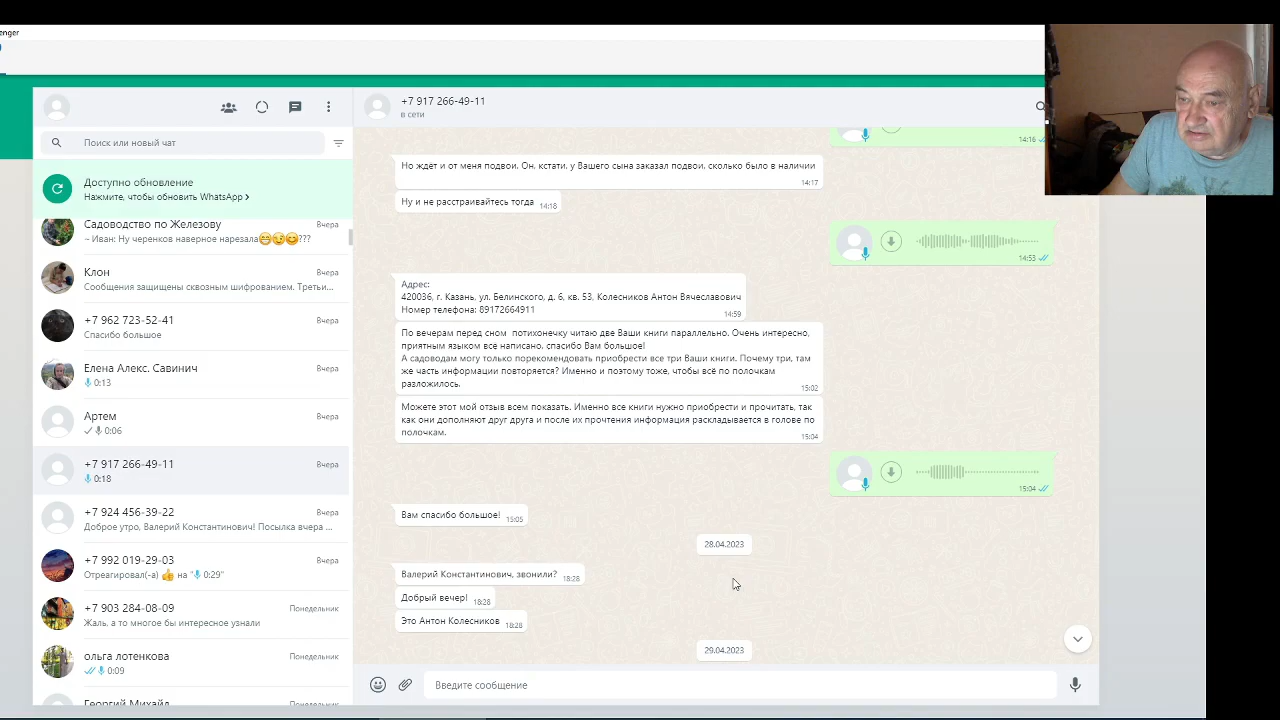 enger
Поиск или новый чат
Доступно обновление
Нажмите, чтобы обновить WhatsApp
Садоводство по Железову
Вчера
~ Иван: Ну черенков наверное нарезала😁😏😊???
Клон
Вчера
Сообщения защищены сквозным шифрованием. Третьи...
+7 962 723-52-41
Вчера
Спасибо большое
Елена Алекс. Савинич
Вчера
0:13
Артем
Вчера
0:06
+7 917 266-49-11
Вчера
0:18
+7 924 456-39-22
Вчера
Доброе утро, Валерий Константинович! Посылка вчера ...
+7 992 019-29-03
Вчера
Отреагировал(-а) 👍 на "0:29"
+7 903 284-08-09
Понедельник
Жаль, а то многое бы интересное узнали
ольга лотенкова
Понедельник
0:09
Георгий Михайл
+7 917 266-49-11
в сети
14:16
Но ждёт и от меня подвои. Он, кстати, у Вашего сына заказал подвои, сколько было в наличии
14:17
Ну и не расстраивайтесь тогда
14:18
14:53
Адрес:
420036, г. Казань, ул. Белинского, д. 6, кв. 53, Колесников Антон Вячеславович
Номер телефона: 89172664911
14:59
По вечерам перед сном потихонечку читаю две Ваши книги параллельно. Очень интересно,
приятным языком всё написано, спасибо Вам большое!
А садоводам могу только порекомендовать приобрести все три Ваши книги. Почему три, там
же часть информации повторяется? Именно и поэтому тоже, чтобы всё по полочкам
разложилось.
15:02
Можете этот мой отзыв всем показать. Именно все книги нужно приобрести и прочитать, так
как они дополняют друг друга и после их прочтения информация раскладывается в голове по
полочкам.
15:04
15:04
Вам спасибо большое!
15:05
28.04.2023
Валерий Константинович, звонили?
18:28
Добрый вечер!
18:28
Это Антон Колесников
18:28
29.04.2023
Введите сообщение